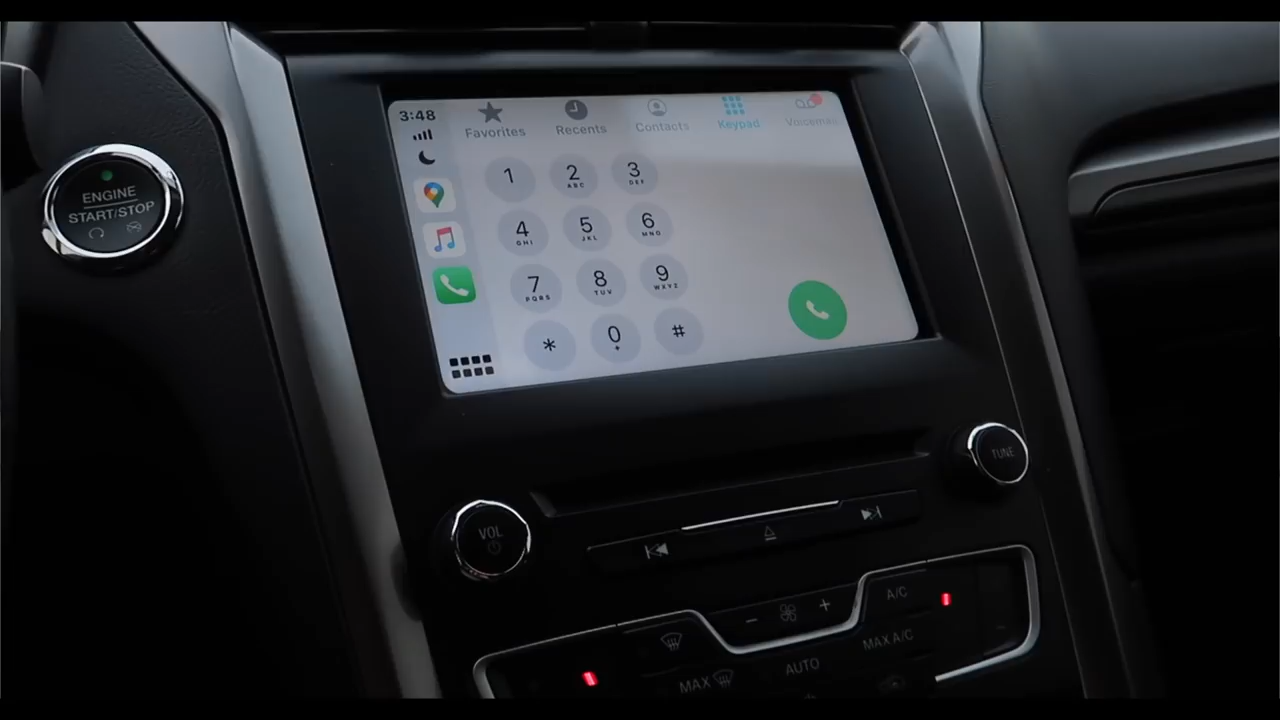 ENGINE
START/STOP
3:48
Favorites
Recents
Contacts
Keypad
Voicemail
1
2
ABC
3
DEF
4
GHI
5
JKL
6
MNO
7
PQRS
8
TUV
9
WXYZ
*
0
+
#
VOL
TUNE
− +
A/C
MAX A/C
AUTO
MAX